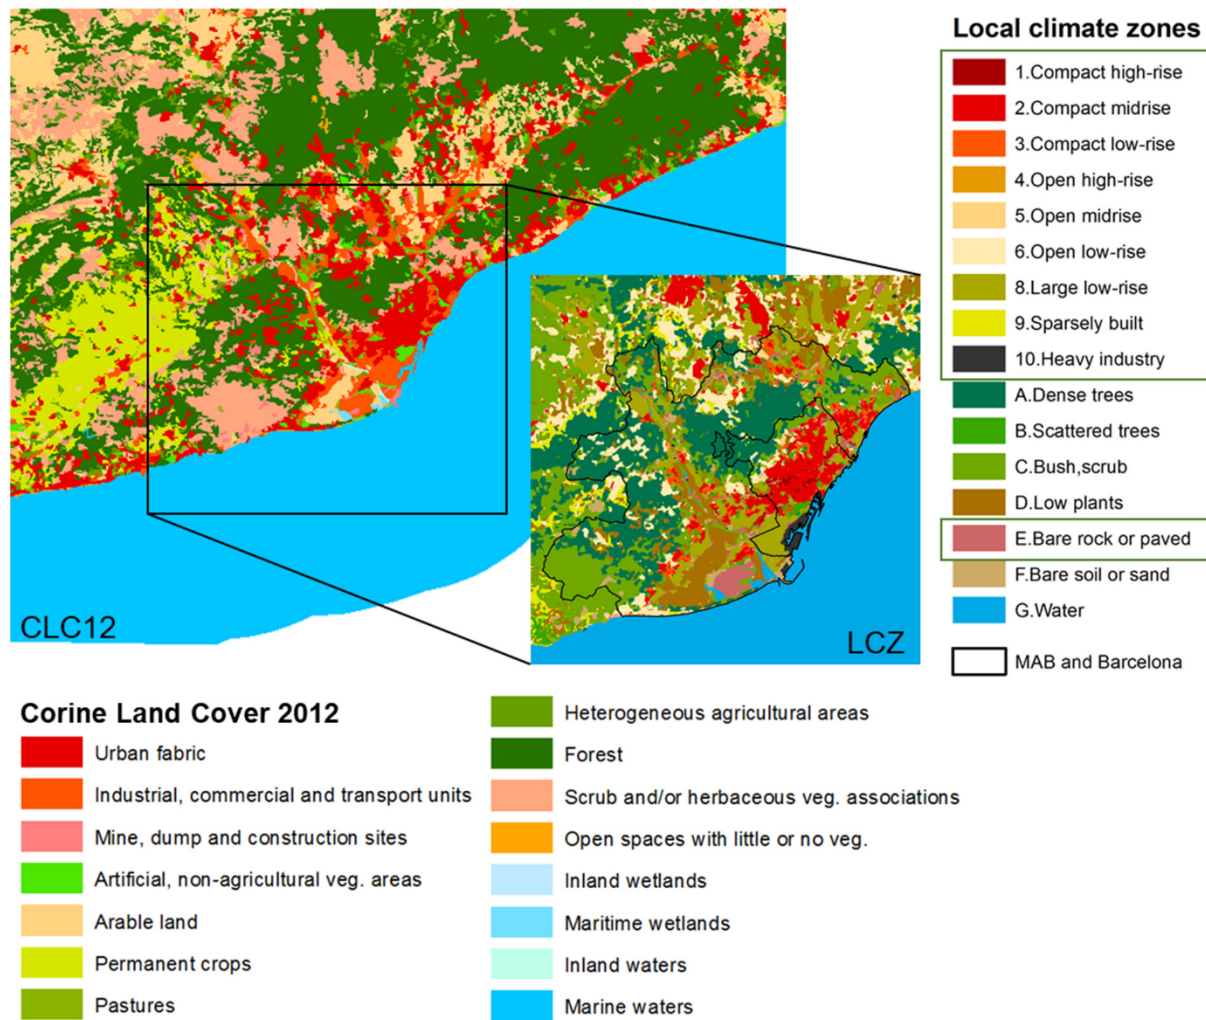 Local climate zones
1.Compact high-rise
2.Compact midrise
3.Compact low-rise
4.Open high-rise
5.Open midrise
6.Open low-rise
8.Large low-rise
9.Sparsely built
10.Heavy industry
A.Dense trees
B.Scattered trees
C.Bush,scrub
D.Low plants
E.Bare rock or paved
F.Bare soil or sand
G.Water
MAB and Barcelona
CLC12
LCZ
Corine Land Cover 2012
Urban fabric
Industrial, commercial and transport units
Mine, dump and construction sites
Artificial, non-agricultural veg. areas
Arable land
Permanent crops
Pastures
Heterogeneous agricultural areas
Forest
Scrub and/or herbaceous veg. associations
Open spaces with little or no veg.
Inland wetlands
Maritime wetlands
Inland waters
Marine waters